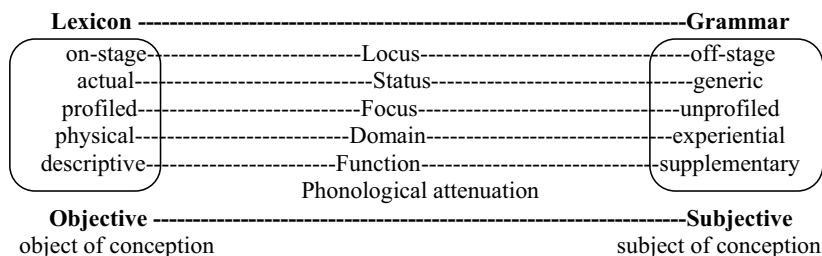 Lexicon ------------------------------------------------------------Grammar
on-stage------------------------Locus-----------------------------off-stage
actual--------------------------Status-----------------------------generic
profiled------------------------Focus---------------------------unprofiled
physical----------------------Domain-------------------------experiential
descriptive--------------------Function------------------------supplementary
Phonological attenuation
Objective ------------------------------------------------------------Subjective
object of conception subject of conception